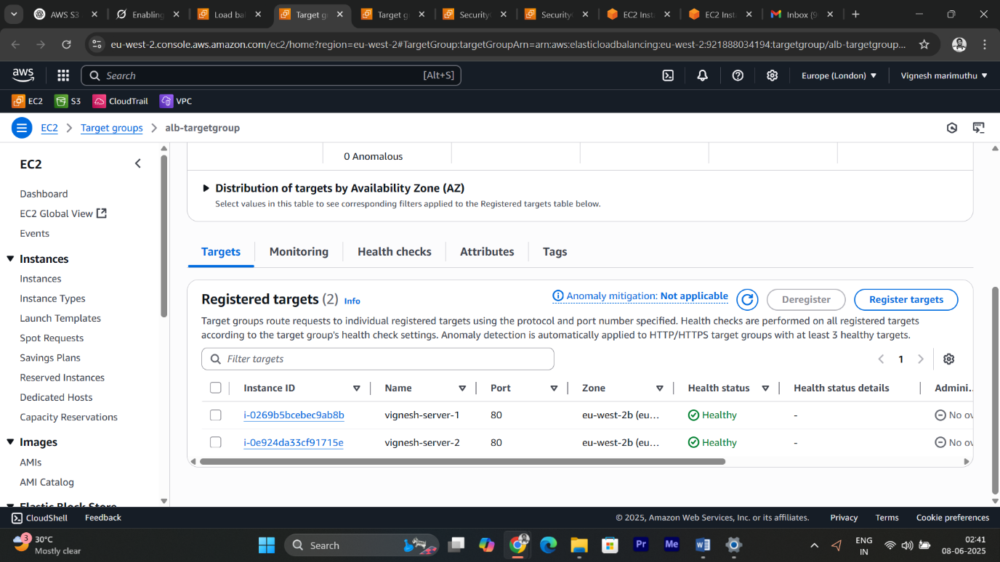 AWS S3
Enabling
Load bal
Target g
Target g
Security
Security
EC2 Inst
EC2 Inst
Inbox (9
eu-west-2.console.aws.amazon.com/ec2/home?region=eu-west-2#TargetGroup:targetGroupArn=arn:aws:elasticloadbalancing:eu-west-2:921888034194:targetgroup/alb-targetgroup...
aws
Search
[Alt+S]
Europe (London)
Vignesh marimuthu
EC2
S3
CloudTrail
VPC
EC2
Target groups
alb-targetgroup
EC2
Dashboard
EC2 Global View
Events
Instances
Instances
Instance Types
Launch Templates
Spot Requests
Savings Plans
Reserved Instances
Dedicated Hosts
Capacity Reservations
Images
AMIs
AMI Catalog
Elastic Block Store
0 Anomalous
Distribution of targets by Availability Zone (AZ)
Select values in this table to see corresponding filters applied to the Registered targets table below.
Targets
Monitoring
Health checks
Attributes
Tags
Registered targets (2) Info
Anomaly mitigation: Not applicable
Deregister
Register targets
Target groups route requests to individual registered targets using the protocol and port number specified. Health checks are performed on all registered targets
according to the target group's health check settings. Anomaly detection is automatically applied to HTTP/HTTPS target groups with at least 3 healthy targets.
Filter targets
1
Instance ID Name Port Zone Health status Health status details Admini...
i-0269b5bcebec9ab8b vignesh-server-1 80 eu-west-2b (eu... Healthy - No ov
i-0e924da33cf91715e vignesh-server-2 80 eu-west-2b (eu... Healthy - No ov
CloudShell
Feedback
© 2025, Amazon Web Services, Inc. or its affiliates.
Privacy
Terms
Cookie preferences
3
30°C
Mostly clear
Search
Pr
Me
ENG
IN
02:41
08-06-2025